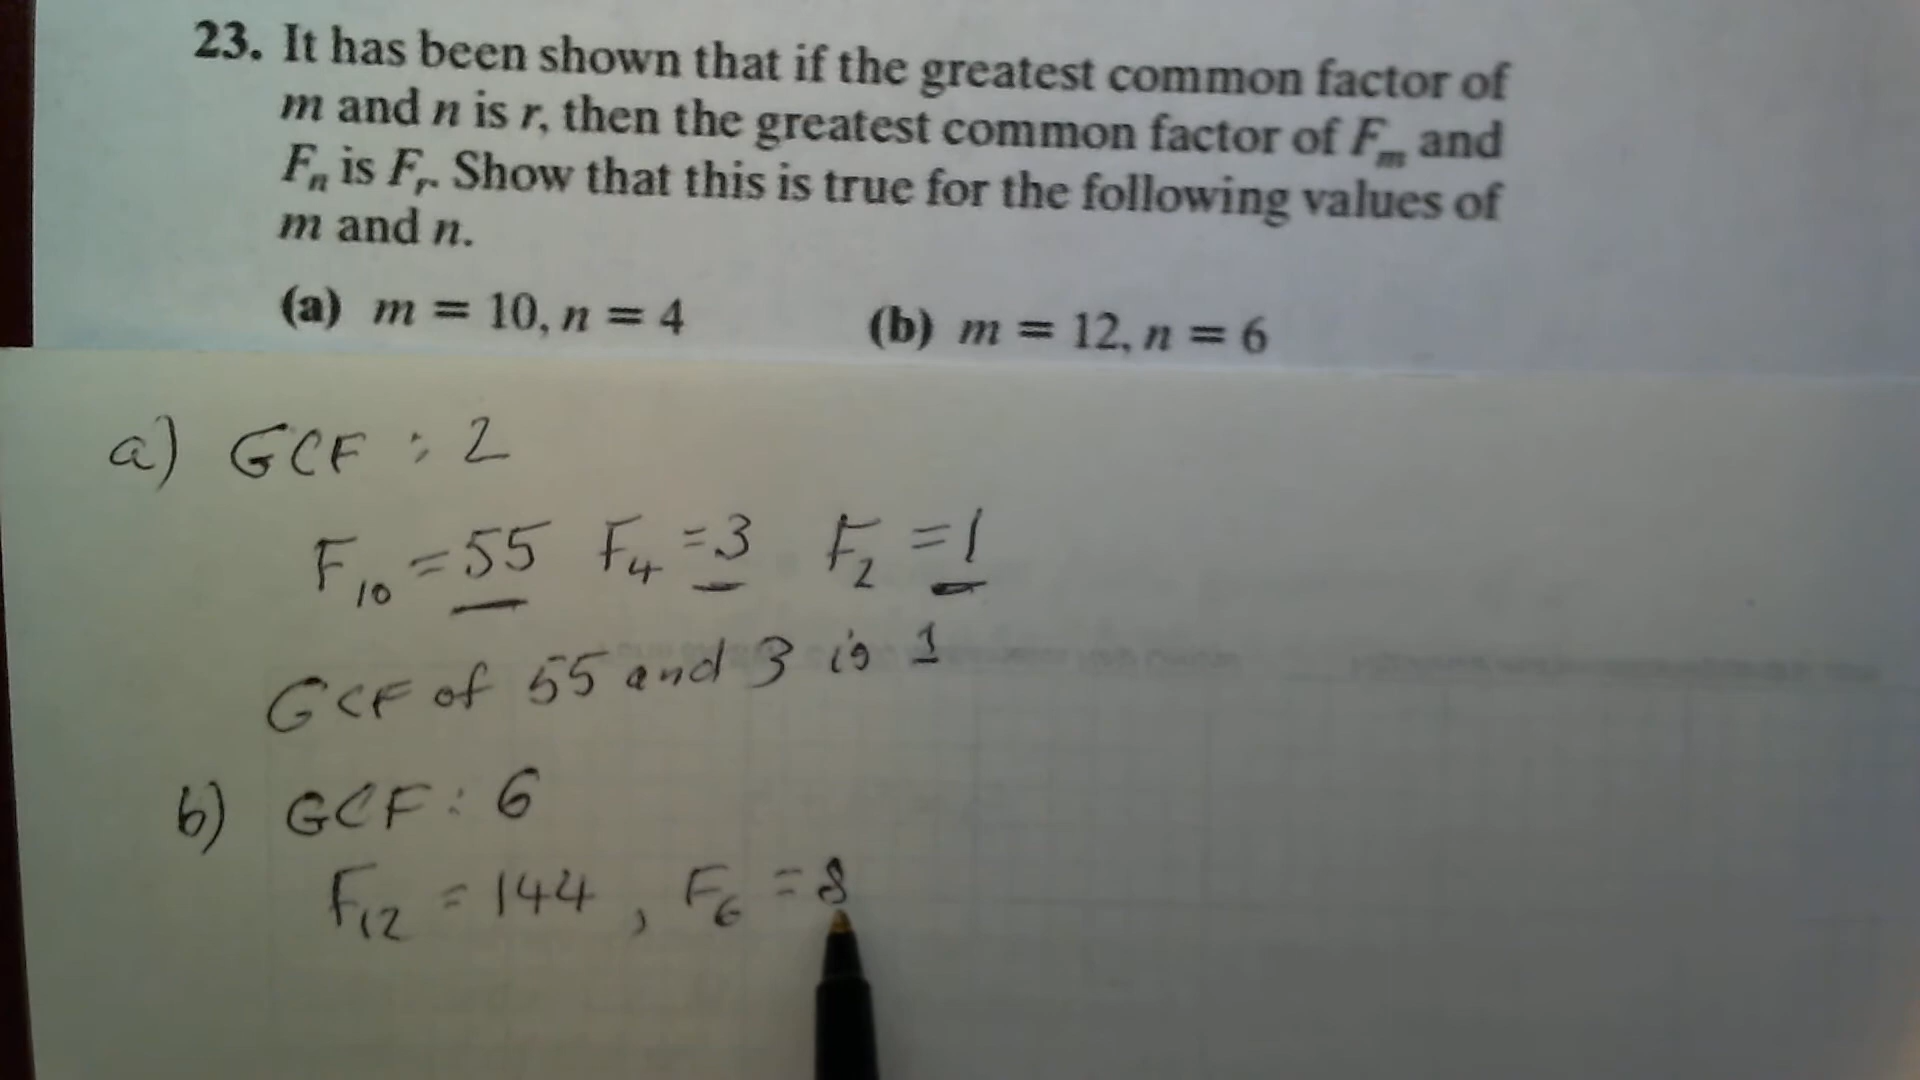 23. It has been shown that if the greatest common factor of
m and n is r, then the greatest common factor of Fm and
Fn is Fr. Show that this is true for the following values of
m and n.
(a) m = 10, n = 4 (b) m = 12, n = 6
a) GCF : 2
F10 = 55 F4 = 3 F2 = 1
GCF of 55 and 3 is 1
b) GCF : 6
F12 = 144 , F6 = 8